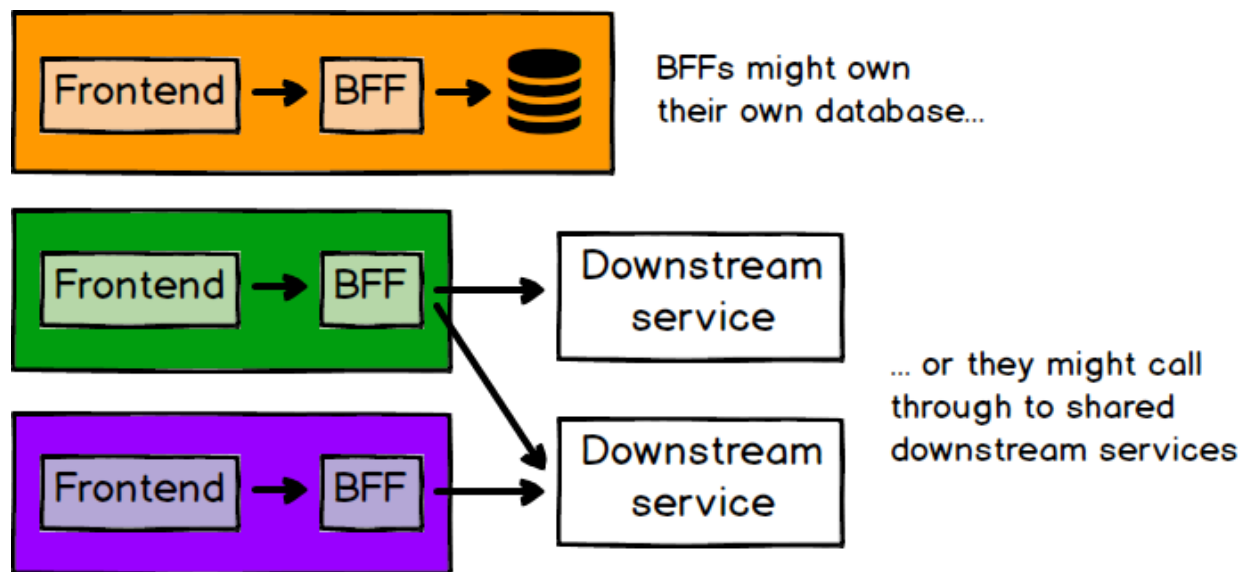 Frontend
BFF
BFFs might own
their own database...
Frontend
BFF
Downstream
service
... or they might call
through to shared
downstream services
Frontend
BFF
Downstream
service